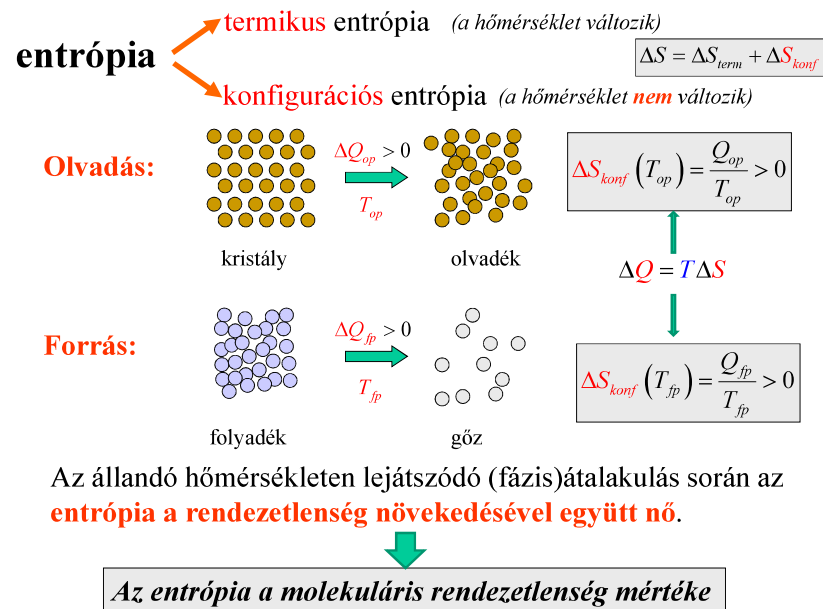 termikus entrópia (a hőmérséklet változik)
entrópia
ΔS = ΔS_term + ΔS_konf
konfigurációs entrópia (a hőmérséklet nem változik)
Olvadás:
ΔQ_op > 0
T_op
kristály
olvadék
ΔS_konf (T_op) = Q_op / T_op > 0
ΔQ = TΔS
Forrás:
ΔQ_fp > 0
T_fp
folyadék
gőz
ΔS_konf (T_fp) = Q_fp / T_fp > 0
Az állandó hőmérsékleten lejátszódó (fázis)átalakulás során az
entrópia a rendezetlenség növekedésével együtt nő.
Az entrópia a molekuláris rendezetlenség mértéke